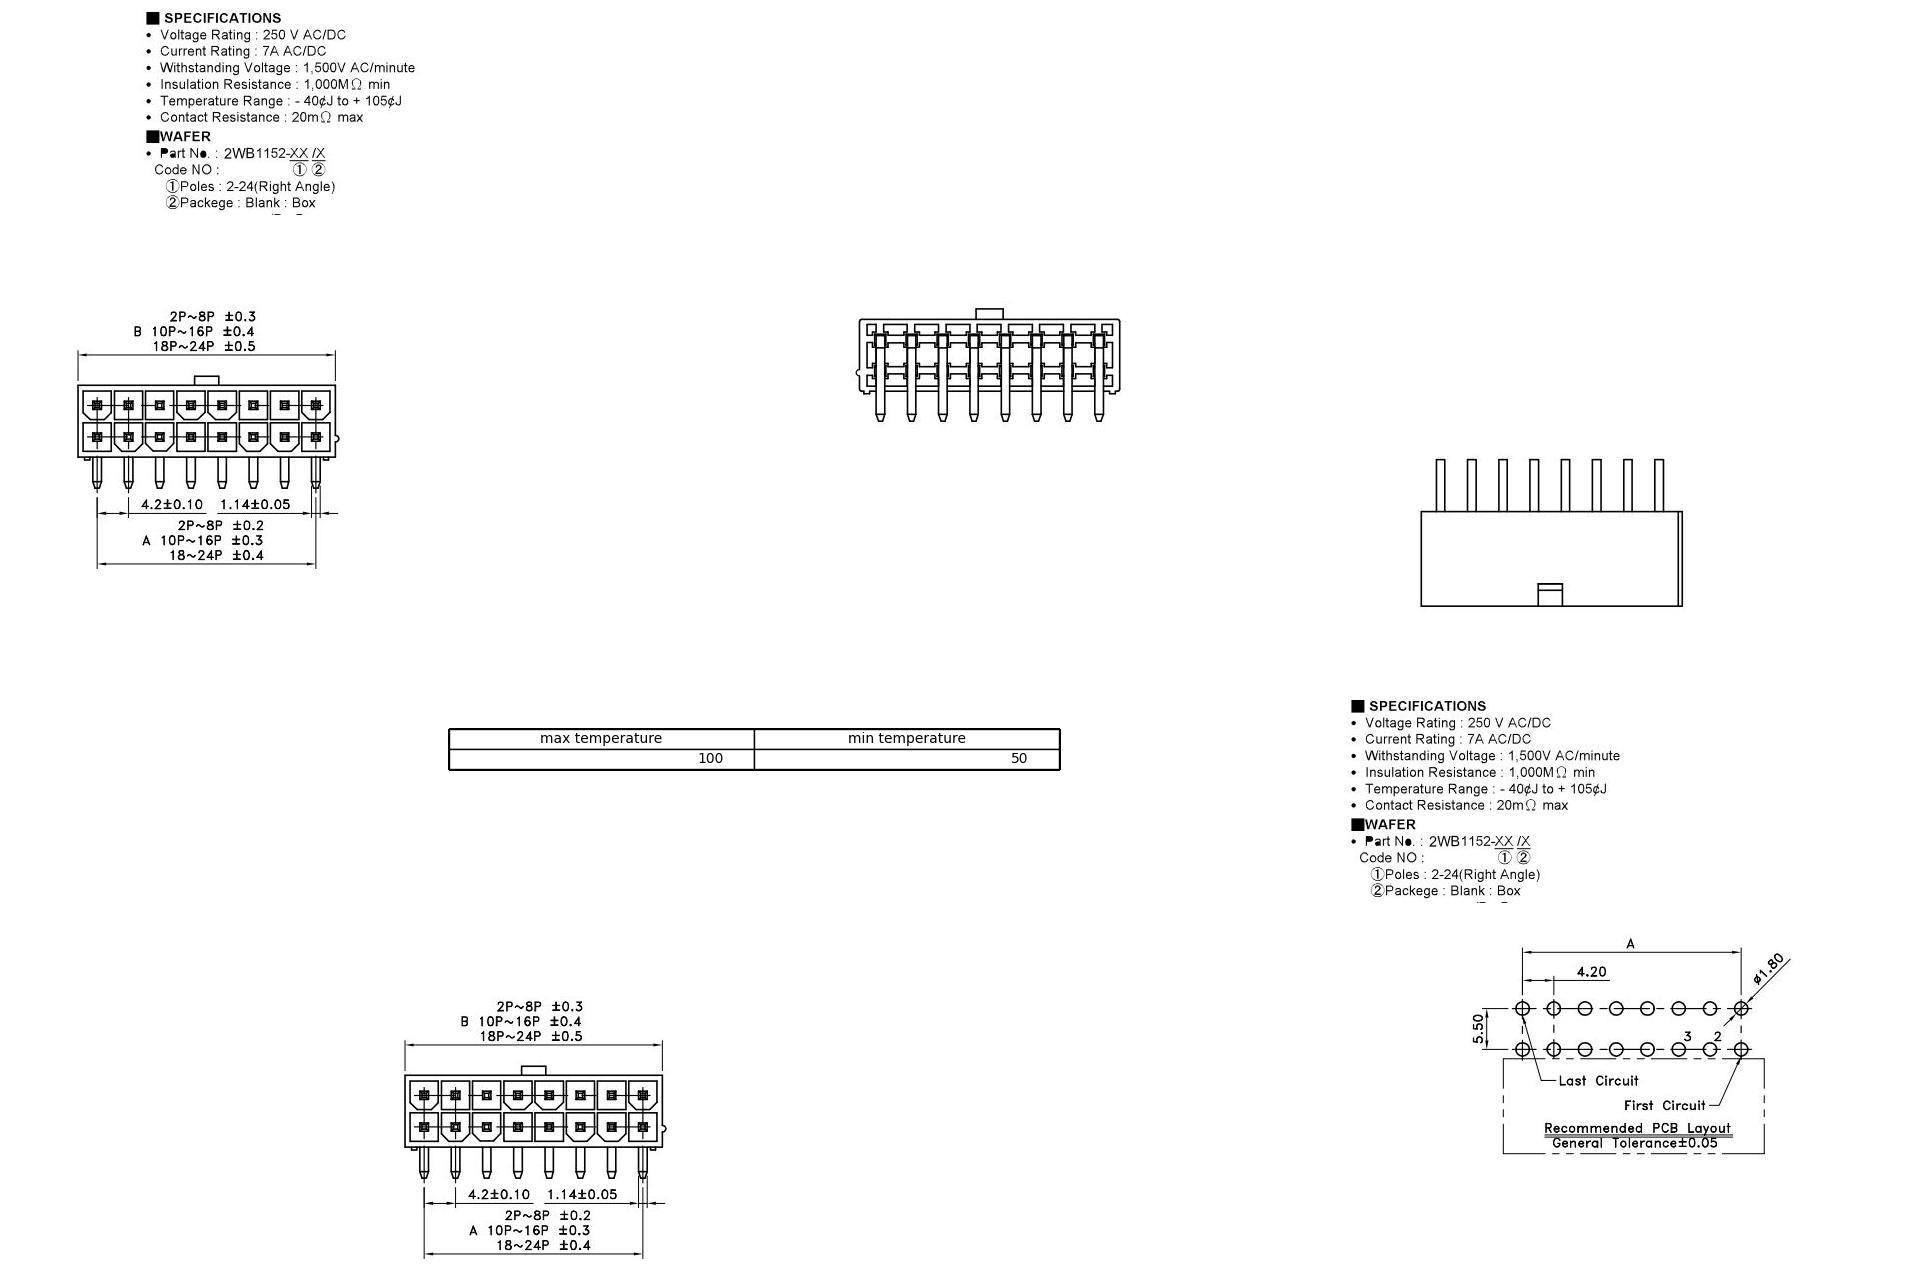 ■ SPECIFICATIONS
• Voltage Rating : 250 V AC/DC
• Current Rating : 7A AC/DC
• Withstanding Voltage : 1,500V AC/minute
• Insulation Resistance : 1,000MΩ min
• Temperature Range : - 40¢J to + 105¢J
• Contact Resistance : 20mΩ max
■WAFER
• Part No. : 2WB1152-XX /X
Code NO : ① ②
①Poles : 2-24(Right Angle)
②Packege : Blank : Box
2P~8P ±0.3
B 10P~16P ±0.4
18P~24P ±0.5
4.2±0.10 1.14±0.05
2P~8P ±0.2
A 10P~16P ±0.3
18~24P ±0.4
max temperature min temperature
100 50
■ SPECIFICATIONS
• Voltage Rating : 250 V AC/DC
• Current Rating : 7A AC/DC
• Withstanding Voltage : 1,500V AC/minute
• Insulation Resistance : 1,000MΩ min
• Temperature Range : - 40¢J to + 105¢J
• Contact Resistance : 20mΩ max
■WAFER
• Part No. : 2WB1152-XX /X
Code NO : ① ②
①Poles : 2-24(Right Angle)
②Packege : Blank : Box
2P~8P ±0.3
B 10P~16P ±0.4
18P~24P ±0.5
4.2±0.10 1.14±0.05
2P~8P ±0.2
A 10P~16P ±0.3
18~24P ±0.4
A
4.20
ø1.80
5.50
3 2
Last Circuit
First Circuit
Recommended PCB Layout
General Tolerance±0.05